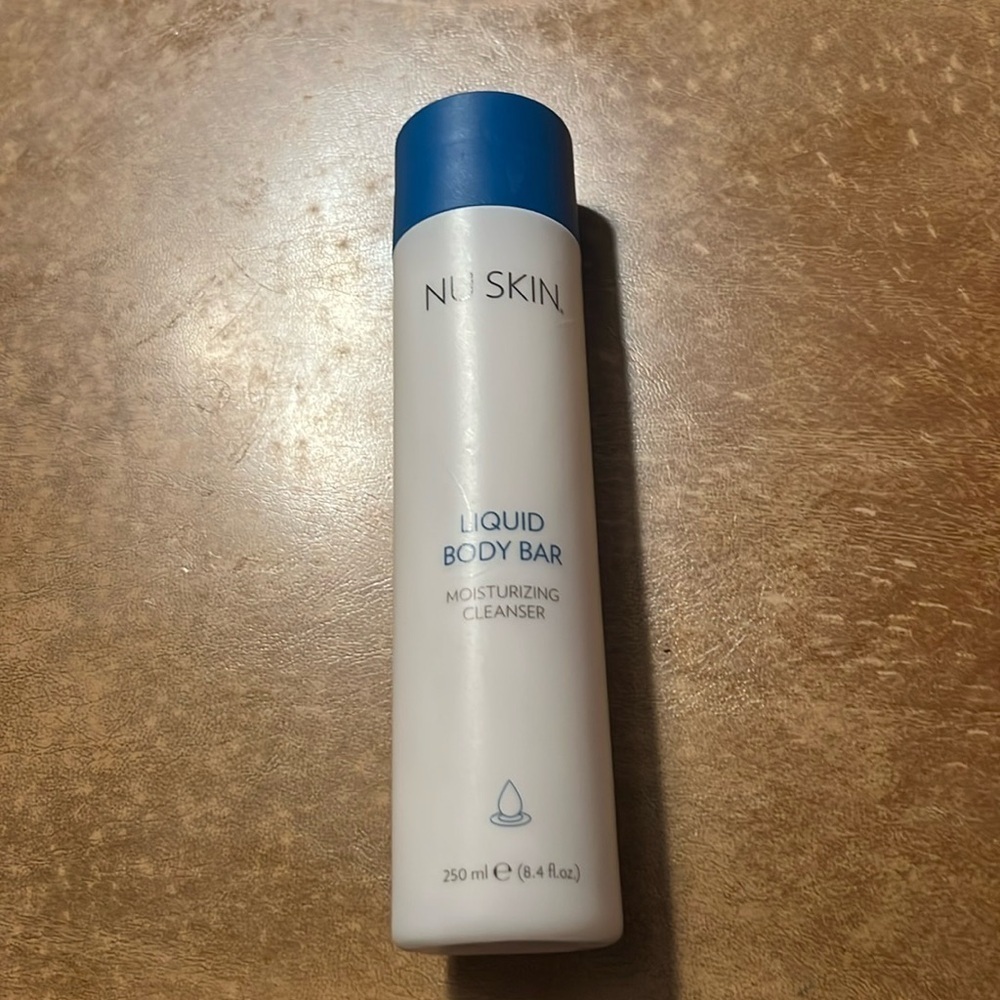 NU SKIN.
LIQUID
BODY BAR
MOISTURIZING
CLEANSER
250 ml ℮ (8.4 fl.oz.)